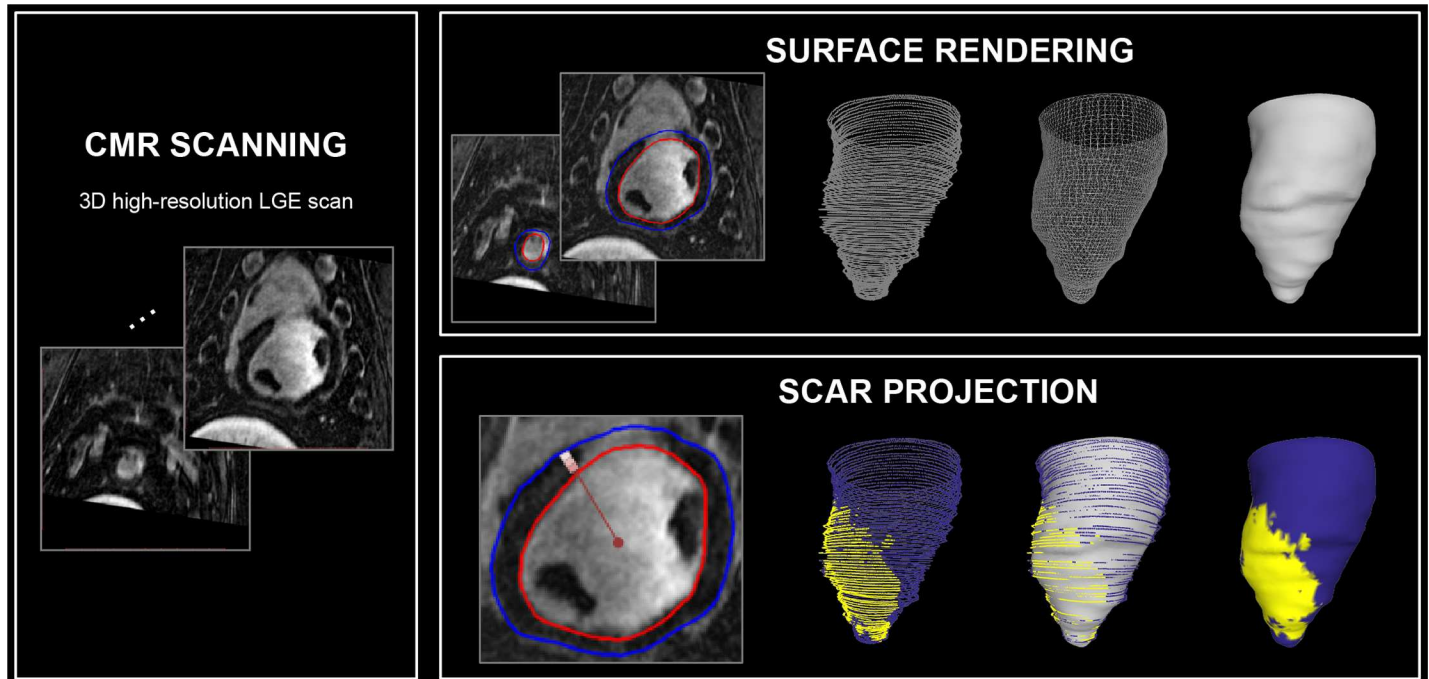 CMR SCANNING
3D high-resolution LGE scan
SURFACE RENDERING
SCAR PROJECTION